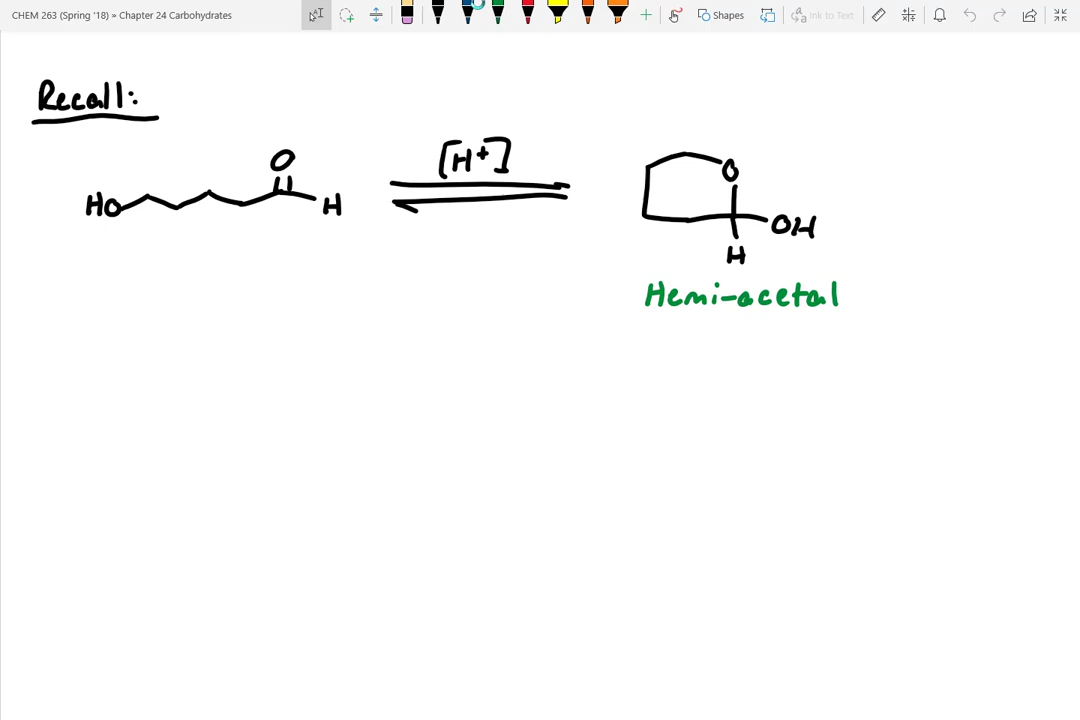 CHEM 263 (Spring '18) » Chapter 24 Carbohydrates
Shapes
Ink to Text
Recall:
[H+]
O
HO
H
O
OH
H
Hemi-acetal